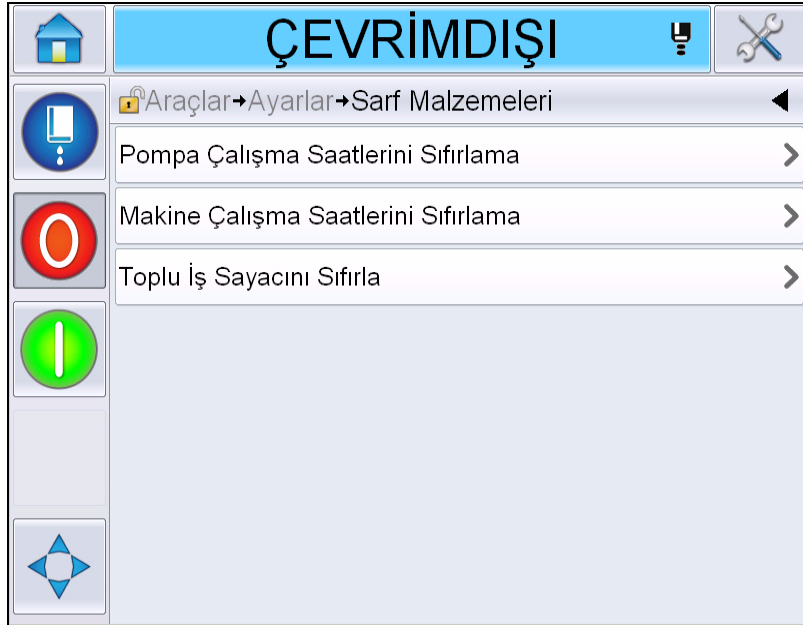 ÇEVRİMDIŞI
Araçlar→Ayarlar→Sarf Malzemeleri
Pompa Çalışma Saatlerini Sıfırlama
Makine Çalışma Saatlerini Sıfırlama
Toplu İş Sayacını Sıfırla